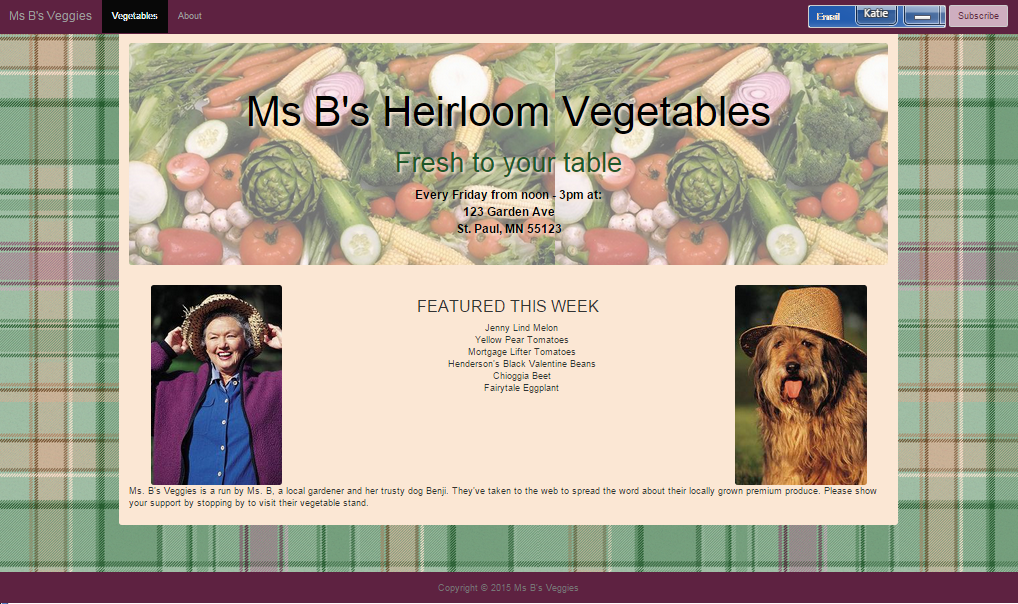 Ms B's Veggies
Vegetables
About
Email
Katie
Subscribe
Ms B's Heirloom Vegetables
Fresh to your table
Every Friday from noon - 3pm at:
123 Garden Ave
St. Paul, MN 55123
FEATURED THIS WEEK
Jenny Lind Melon
Yellow Pear Tomatoes
Mortgage Lifter Tomatoes
Henderson's Black Valentine Beans
Chioggia Beet
Fairytale Eggplant
Ms. B's Veggies is a run by Ms. B, a local gardener and her trusty dog Benji. They've taken to the web to spread the word about their locally grown premium produce. Please show
your support by stopping by to visit their vegetable stand.
Copyright © 2015 Ms B's Veggies